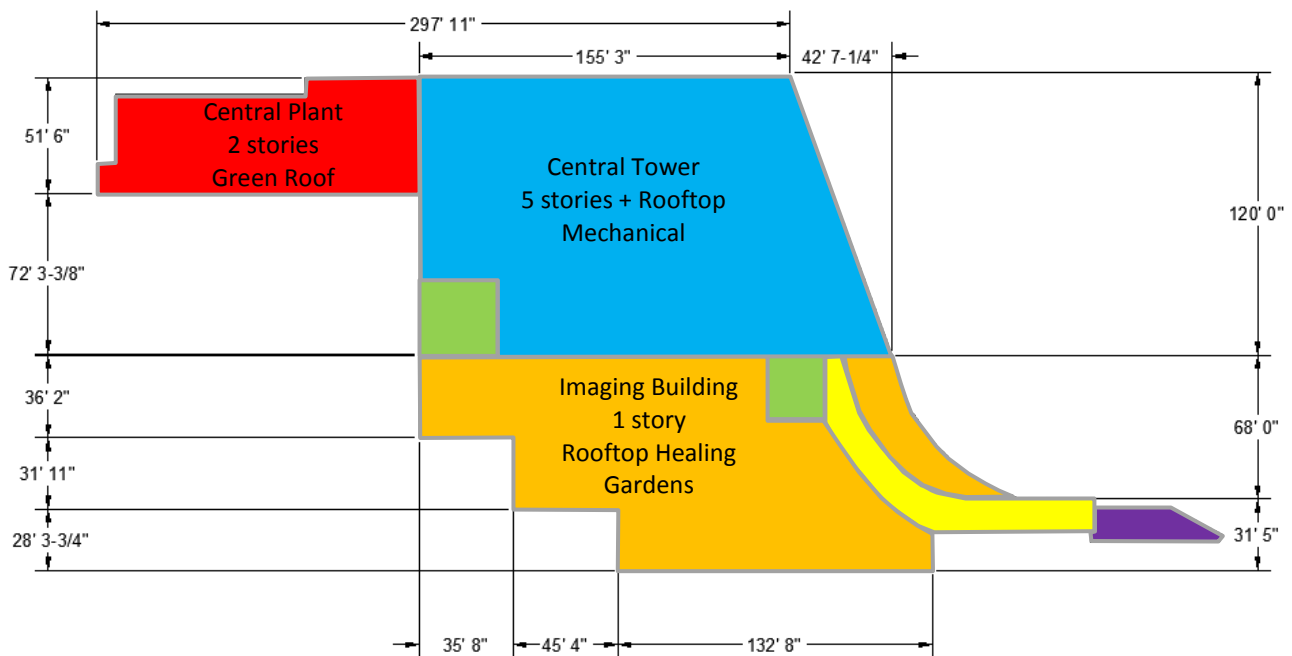 297' 11"
155' 3"
42' 7-1/4"
51' 6"
Central Plant
2 stories
Green Roof
Central Tower
5 stories + Rooftop
Mechanical
120' 0"
72' 3-3/8"
36' 2"
Imaging Building
1 story
Rooftop Healing
Gardens
68' 0"
31' 11"
28' 3-3/4"
31' 5"
35' 8"
45' 4"
132' 8"